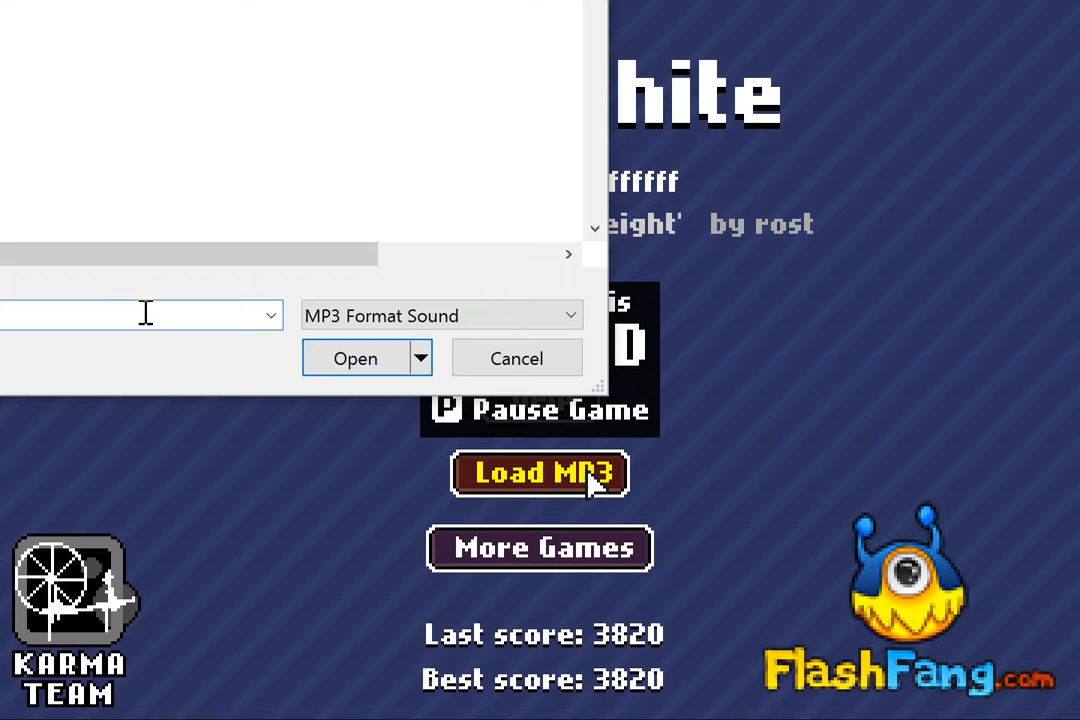 hite
ffffff
eight' by rost
MP3 Format Sound
is
Open
Cancel
D
P Pause Game
Load MP3
More Games
KARMA
TEAM
Last score: 3820
Best score: 3820
FlashFang.com